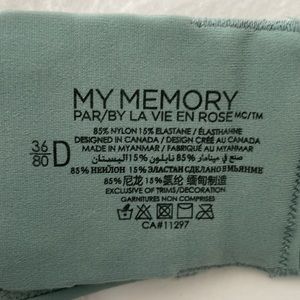 MY MEMORY
PAR/BY LA VIE EN ROSE MC/TM
85% NYLON 15% ELASTANE / ÉLASTHANNE
DESIGNED IN CANADA / DESIGN CRÉÉ AU CANADA
MADE IN MYANMAR / FABRIQUÉ AU MYANMAR
36/80 D
صنع في ميانمار 85% نايلون %15 اليستان
85% НЕЙЛОН 15% ЭЛАСТАН СДЕЛАНО В МЬЯНМЕ
85% 尼龙 15% 氨纶 缅甸制造
EXCLUSIVE OF TRIMS/DECORATION
GARNITURES NON COMPRISES
CA#11297